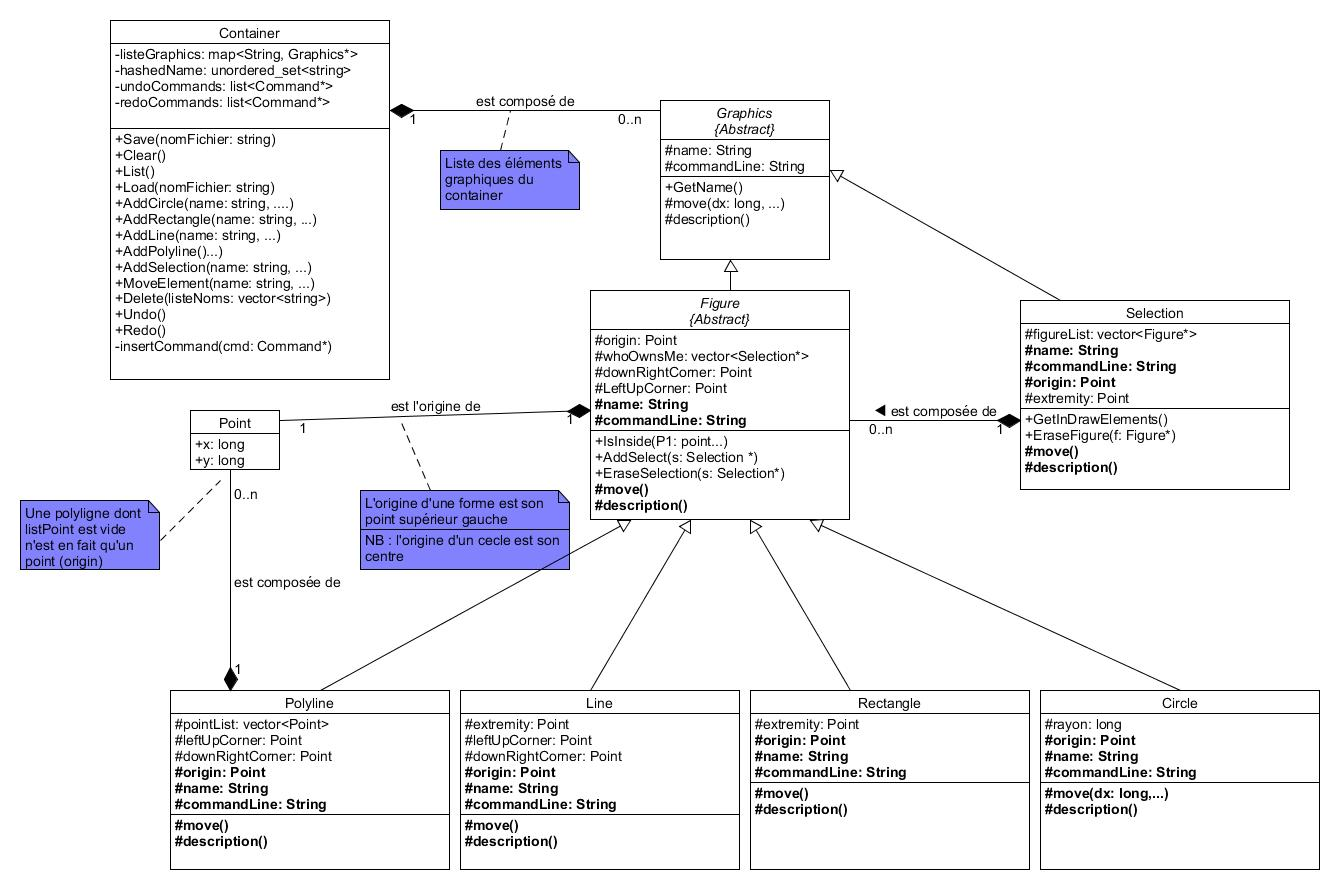 Container
-listeGraphics: map<String, Graphics*>
-hashedName: unordered_set<string>
-undoCommands: list<Command*>
-redoCommands: list<Command*>
+Save(nomFichier: string)
+Clear()
+List()
+Load(nomFichier: string)
+AddCircle(name: string, ....)
+AddRectangle(name: string, ...)
+AddLine(name: string, ...)
+AddPolyline()...)
+AddSelection(name: string, ...)
+MoveElement(name: string, ...)
+Delete(listeNoms: vector<string>)
+Undo()
+Redo()
-insertCommand(cmd: Command*)
est composé de
1
0..n
Liste des éléments
graphiques du
container
Graphics
{Abstract}
#name: String
#commandLine: String
+GetName()
#move(dx: long, ...)
#description()
Figure
{Abstract}
#origin: Point
#whoOwnsMe: vector<Selection*>
#downRightCorner: Point
#LeftUpCorner: Point
#name: String
#commandLine: String
+IsInside(P1: point...)
+AddSelect(s: Selection *)
+EraseSelection(s: Selection*)
#move()
#description()
Selection
#figureList: vector<Figure*>
#name: String
#commandLine: String
#origin: Point
#extremity: Point
+GetInDrawElements()
+EraseFigure(f: Figure*)
#move()
#description()
est composée de
0..n
1
Point
+x: long
+y: long
est l'origine de
1
1
L'origine d'une forme est son
point supérieur gauche
NB : l'origine d'un cecle est son
centre
Une polyligne dont
listPoint est vide
n'est en fait qu'un
point (origin)
0..n
est composée de
1
Polyline
#pointList: vector<Point>
#leftUpCorner: Point
#downRightCorner: Point
#origin: Point
#name: String
#commandLine: String
#move()
#description()
Line
#extremity: Point
#leftUpCorner: Point
#downRightCorner: Point
#origin: Point
#name: String
#commandLine: String
#move()
#description()
Rectangle
#extremity: Point
#origin: Point
#name: String
#commandLine: String
#move()
#description()
Circle
#rayon: long
#origin: Point
#name: String
#commandLine: String
#move(dx: long,...)
#description()